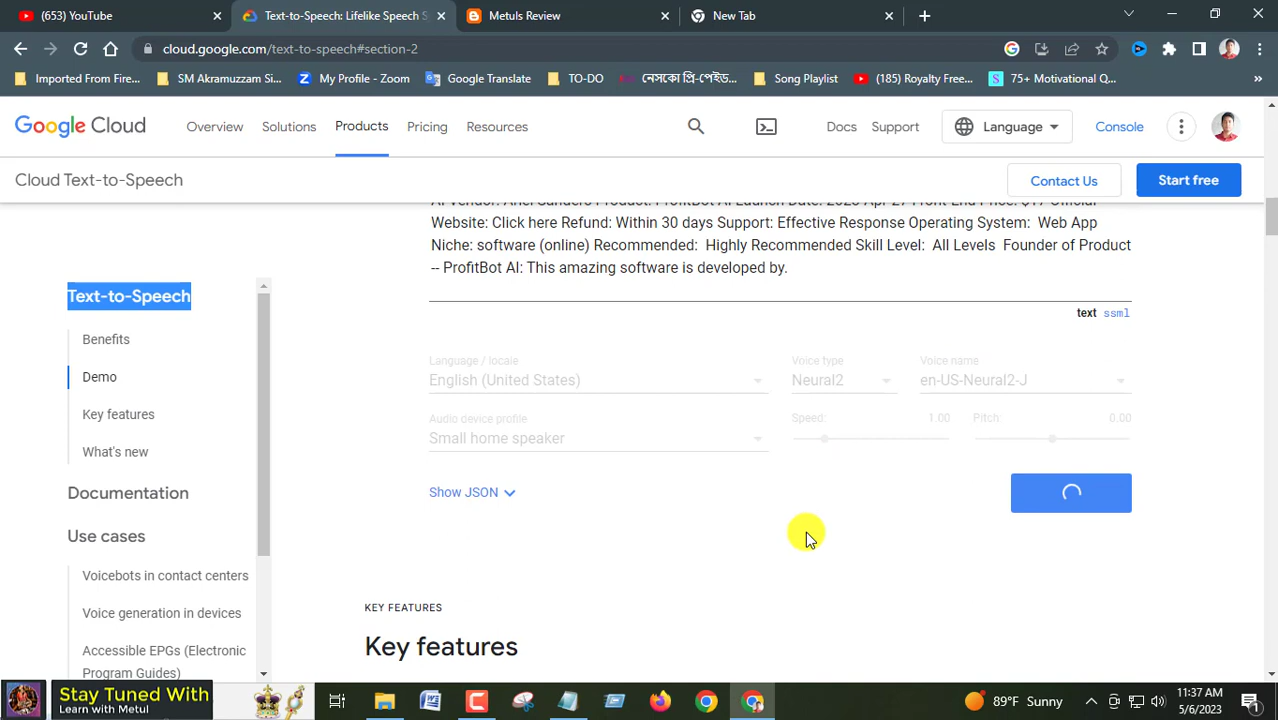 (653) YouTube
Text-to-Speech: Lifelike Speech S
Metuls Review
New Tab
cloud.google.com/text-to-speech#section-2
Imported From Fire...
SM Akramuzzam Si...
My Profile - Zoom
Google Translate
TO-DO
নেসকো প্রি-পেইড...
Song Playlist
(185) Royalty Free...
75+ Motivational Q...
Google Cloud
Overview
Solutions
Products
Pricing
Resources
Docs
Support
Language
Console
Cloud Text-to-Speech
Contact Us
Start free
Website: Click here Refund: Within 30 days Support: Effective Response Operating System:  Web App
Niche: software (online) Recommended:  Highly Recommended Skill Level:  All Levels  Founder of Product
-- ProfitBot AI: This amazing software is developed by.
text ssml
Text-to-Speech
Benefits
Demo
Key features
What's new
Documentation
Use cases
Voicebots in contact centers
Voice generation in devices
Accessible EPGs (Electronic
Program Guides)
Language / locale
English (United States)
Voice type
Neural2
Voice name
en-US-Neural2-J
Audio device profile
Small home speaker
Speed: 1.00
Pitch: 0.00
Show JSON
KEY FEATURES
Key features
Stay Tuned With
Learn with Metul
89°F Sunny
11:37 AM
5/6/2023
1